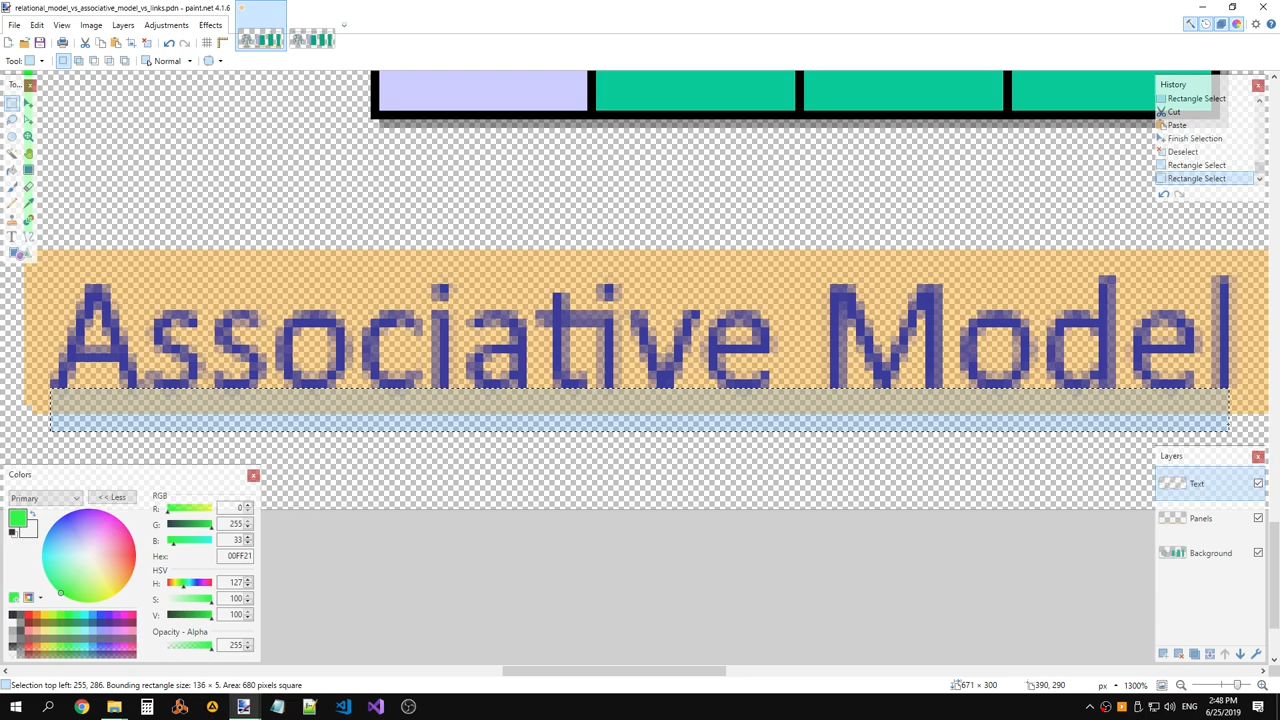 relational_model_vs_associative_model_vs_links.pdn - paint.net 4.1.6
File Edit View Image Layers Adjustments Effects
Tool: Normal
To...
History
Rectangle Select
Cut
Paste
Finish Selection
Deselect
Rectangle Select
Rectangle Select
Associative Model
Layers
Text
Panels
Background
Colors
Primary
<< Less
RGB
R: 0
G: 255
B: 33
Hex: 00FF21
HSV
H: 127
S: 100
V: 100
Opacity - Alpha
255
Selection top left: 255, 286. Bounding rectangle size: 136 × 5. Area: 680 pixels square
671 × 300
390, 290
px
1300%
ENG
2:48 PM
6/25/2019